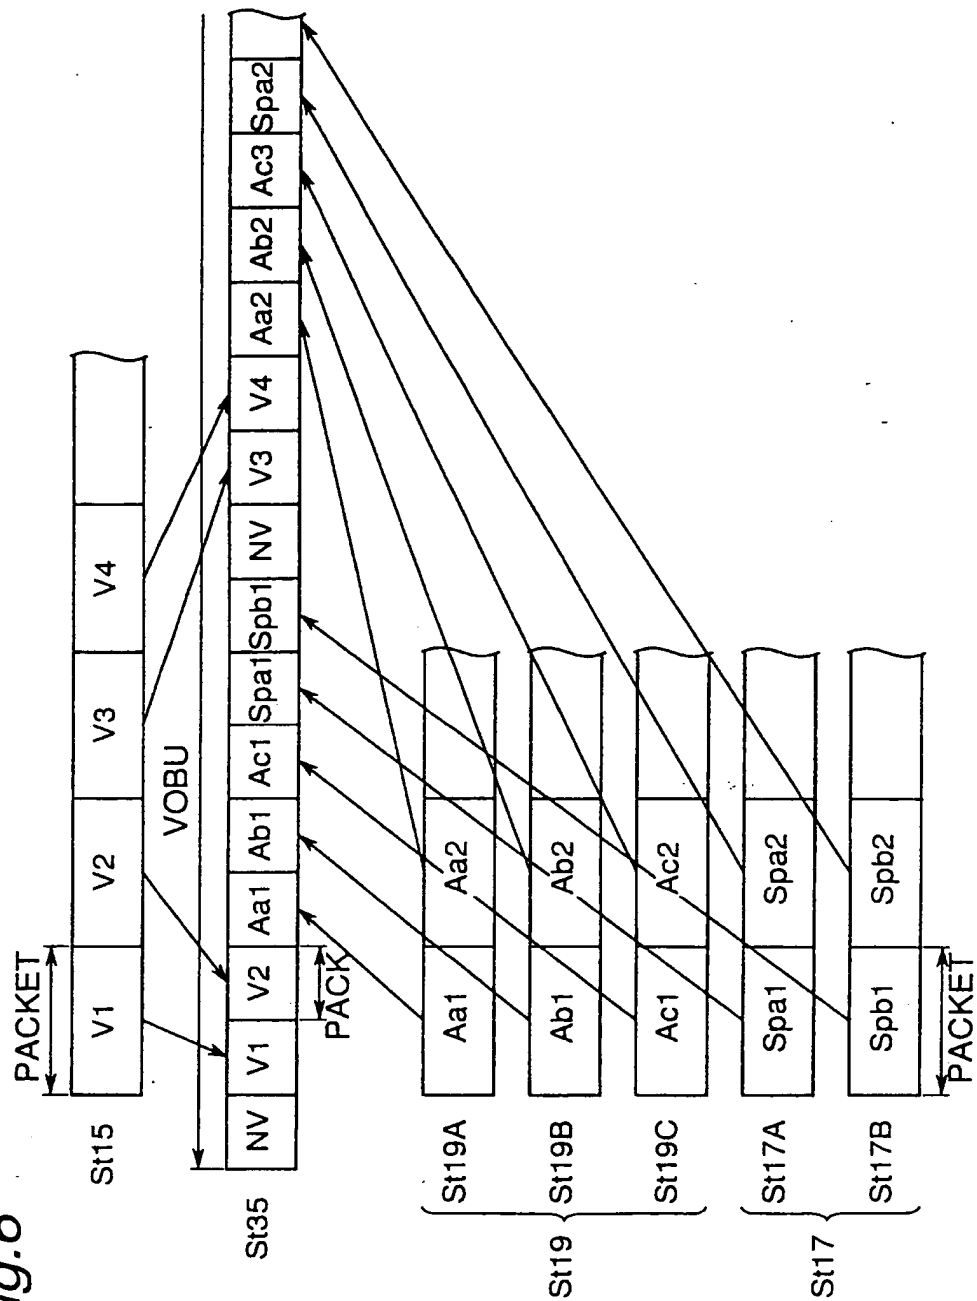 PACKET
St15 V1 V2 V3 V4
VOBU
St35 NV V1 V2 Aa1 Ab1 Ac1 Spa1 Spb1 NV V3 V4 Aa2 Ab2 Ac3 Spa2
PACK
St19A Aa1 Aa2
St19B Ab1 Ab2
St19C Ac1 Ac2
St19
St17A Spa1 Spa2
St17B Spb1 Spb2
St17
PACKET